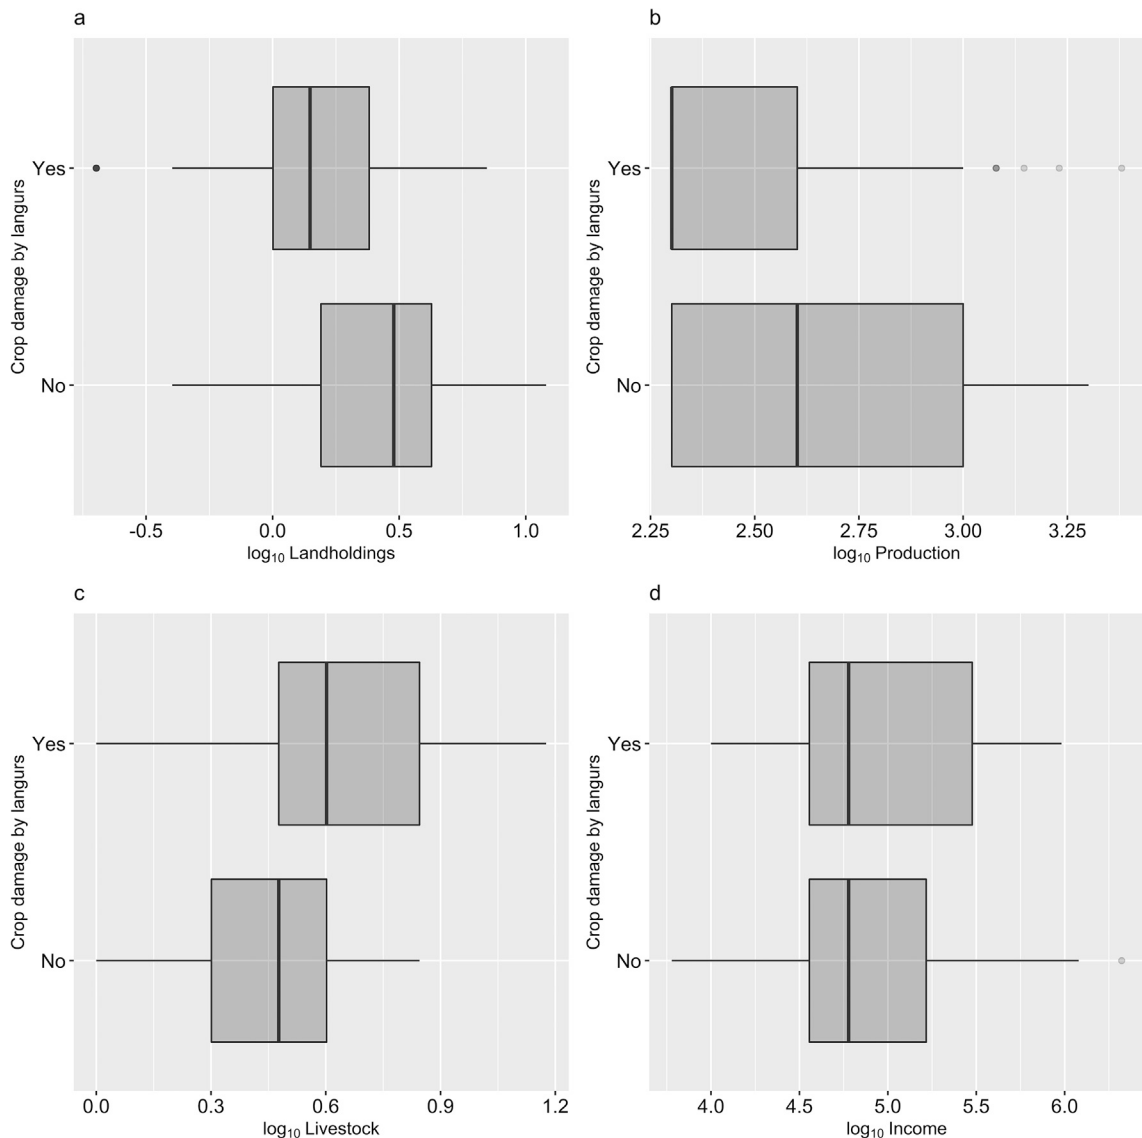 a
Crop damage by langurs
Yes
No
-0.5 0.0 0.5 1.0
log₁₀ Landholdings
b
Crop damage by langurs
Yes
No
2.25 2.50 2.75 3.00 3.25
log₁₀ Production
c
Crop damage by langurs
Yes
No
0.0 0.3 0.6 0.9 1.2
log₁₀ Livestock
d
Crop damage by langurs
Yes
No
4.0 4.5 5.0 5.5 6.0
log₁₀ Income